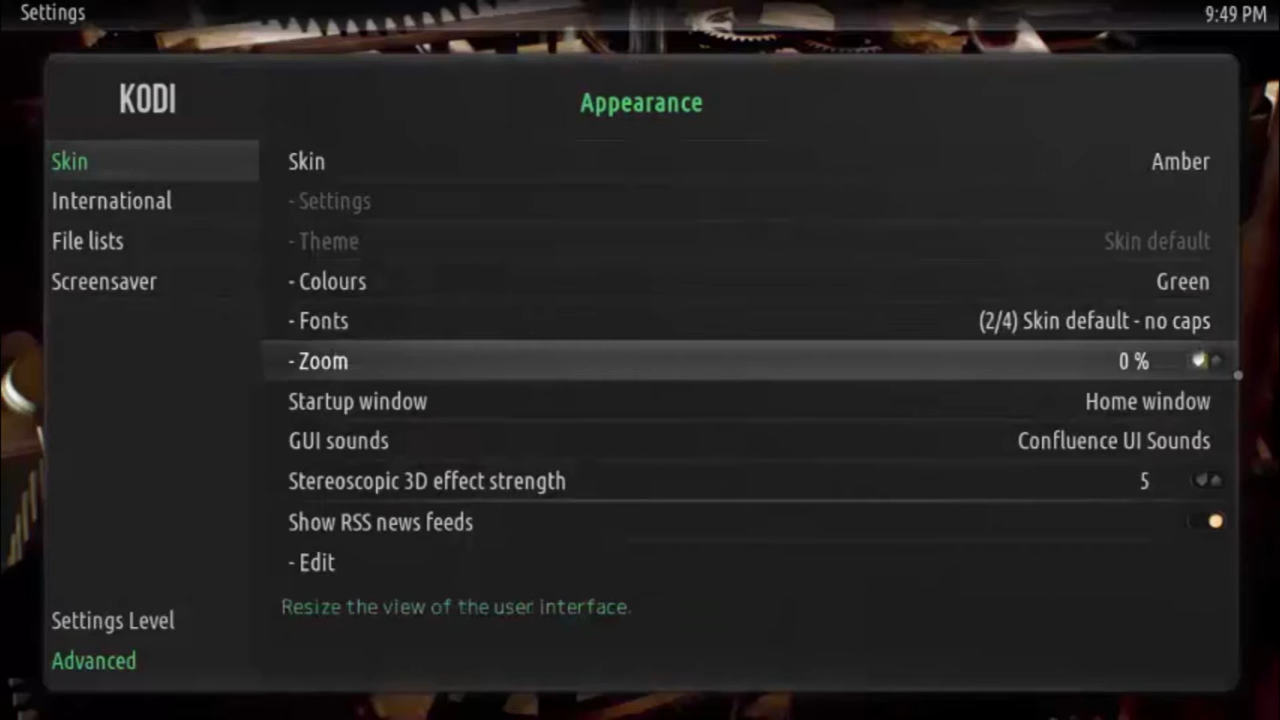 Settings 9:49 PM
KODI
Appearance
Skin
International
File lists
Screensaver
Skin Amber
- Settings
- Theme Skin default
- Colours Green
- Fonts (2/4) Skin default - no caps
- Zoom 0 %
Startup window Home window
GUI sounds Confluence UI Sounds
Stereoscopic 3D effect strength 5
Show RSS news feeds
- Edit
Resize the view of the user interface.
Settings Level
Advanced